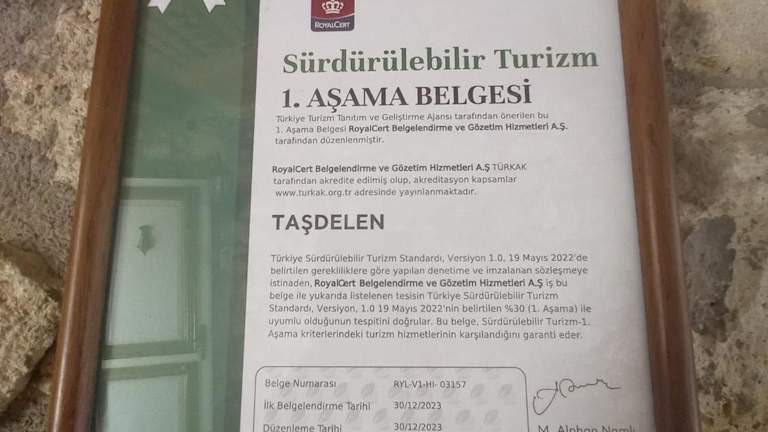 ROYALCERT
Sürdürülebilir Turizm
1. AŞAMA BELGESİ
Türkiye Turizm Tanıtım ve Geliştirme Ajansı tarafından önerilen bu
1. Aşama Belgesi RoyalCert Belgelendirme ve Gözetim Hizmetleri A.Ş.
tarafından düzenlenmiştir.
RoyalCert Belgelendirme ve Gözetim Hizmetleri A.Ş TÜRKAK
tarafından akredite edilmiş olup, akreditasyon kapsamlar
www.turkak.org.tr adresinde yayınlanmaktadır.
TAŞDELEN
Türkiye Sürdürülebilir Turizm Standardı, Versiyon 1.0, 19 Mayıs 2022'de
belirtilen gerekliliklere göre yapılan denetime ve imzalanan sözleşmeye
istinaden, RoyalCert Belgelendirme ve Gözetim Hizmetleri A.Ş iş bu
belge ile yukarıda listelenen tesisin Türkiye Sürdürülebilir Turizm
Standardı, Versiyon, 1.0 19 Mayıs 2022'nin belirtilen %30 (1. Aşama) ile
uyumlu olduğunun tespitini doğrular. Bu belge, Sürdürülebilir Turizm-1.
Aşama kriterlerindeki turizm hizmetlerinin karşılandığını garanti eder.
Belge Numarası RYL-V1-HI- 03157
İlk Belgelendirme Tarihi 30/12/2023
Düzenleme Tarihi 30/12/2023
M. Alphan Namlı